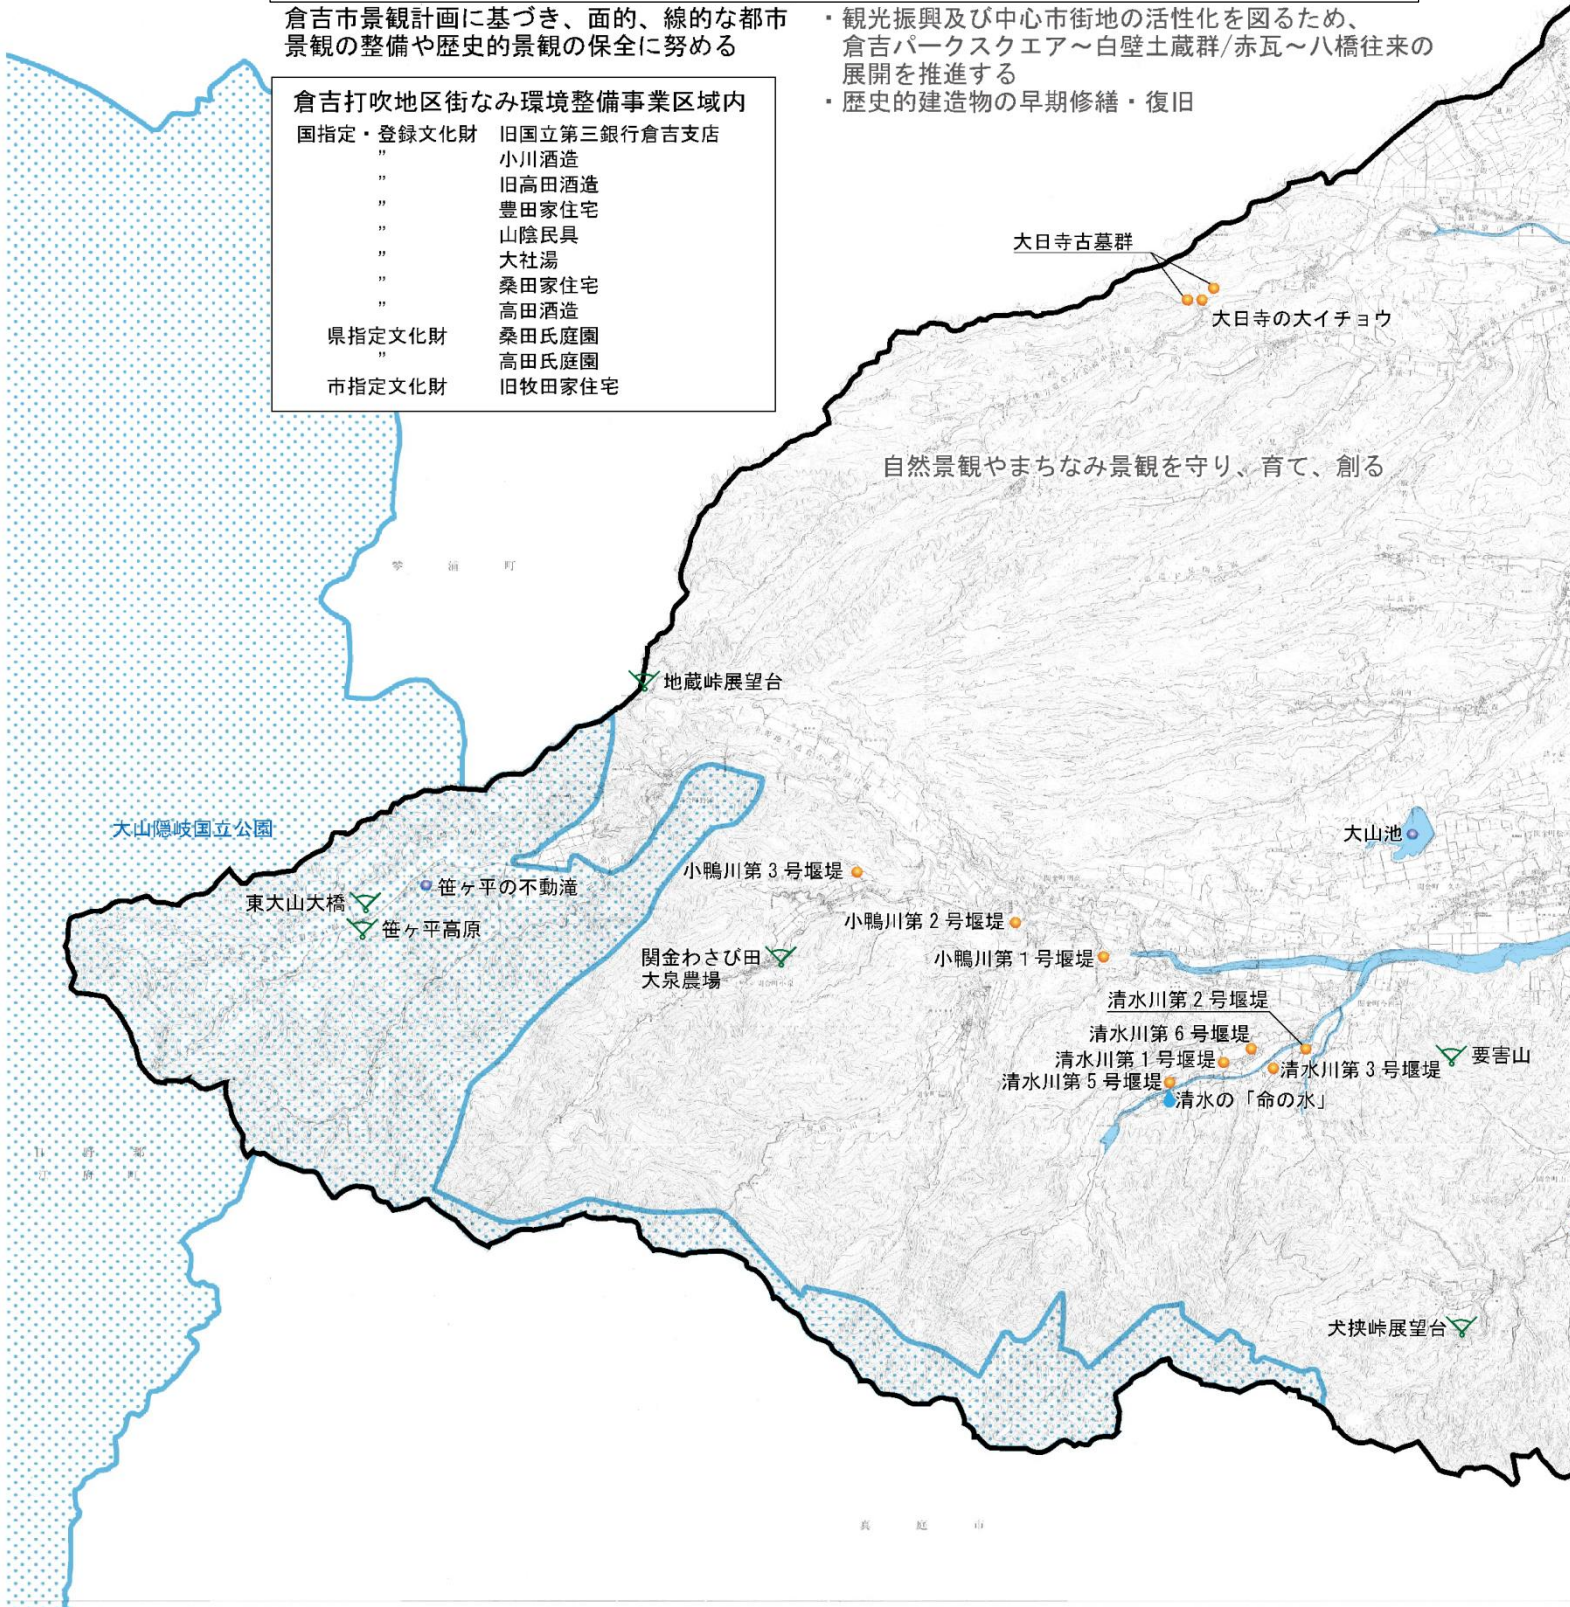 倉吉市景観計画に基づき、面的、線的な都市
景観の整備や歴史的景観の保全に努める
・観光振興及び中心市街地の活性化を図るため、
倉吉パークスクエア～白壁土蔵群/赤瓦～八橋往来の
展開を推進する
・歴史的建造物の早期修繕・復旧
倉吉打吹地区街なみ環境整備事業区域内
国指定・登録文化財 旧国立第三銀行倉吉支店
〃 小川酒造
〃 旧高田酒造
〃 豊田家住宅
〃 山陰民具
〃 大社湯
〃 桑田家住宅
〃 高田酒造
県指定文化財 桑田氏庭園
〃 高田氏庭園
市指定文化財 旧牧田家住宅
大日寺古墓群
大日寺の大イチョウ
自然景観やまちなみ景観を守り、育て、創る
琴浦町
地蔵峠展望台
大山隠岐国立公園
大山池
小鴨川第3号堰堤
笹ヶ平の不動滝
東大山大橋
笹ヶ平高原
小鴨川第2号堰堤
関金わさび田
大泉農場
小鴨川第1号堰堤
清水川第2号堰堤
清水川第6号堰堤
清水川第1号堰堤
要害山
清水川第3号堰堤
清水川第5号堰堤
清水の「命の水」
犬挟峠展望台
真庭市